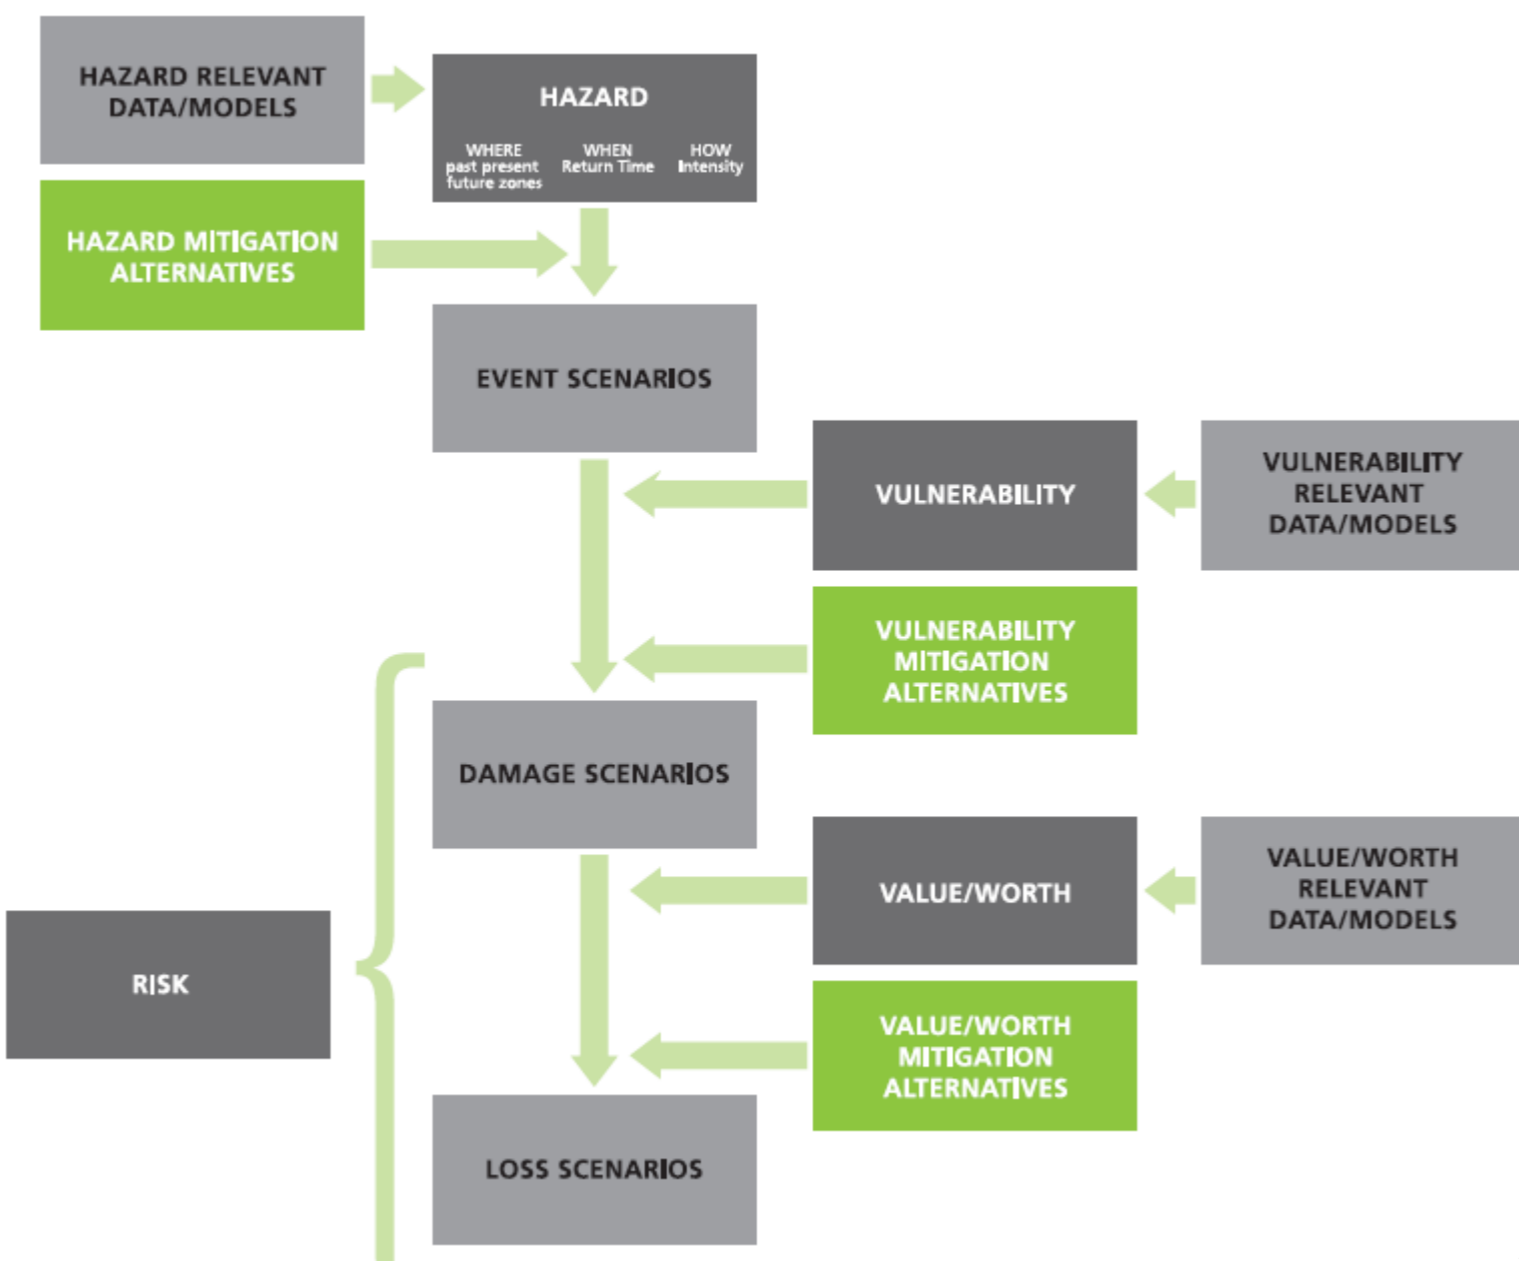 HAZARD RELEVANT
DATA/MODELS
HAZARD
WHERE
past present
future zones
WHEN
Return Time
HOW
Intensity
HAZARD MITIGATION
ALTERNATIVES
EVENT SCENARIOS
VULNERABILITY
VULNERABILITY
RELEVANT
DATA/MODELS
VULNERABILITY
MITIGATION
ALTERNATIVES
DAMAGE SCENARIOS
VALUE/WORTH
VALUE/WORTH
RELEVANT
DATA/MODELS
RISK
VALUE/WORTH
MITIGATION
ALTERNATIVES
LOSS SCENARIOS